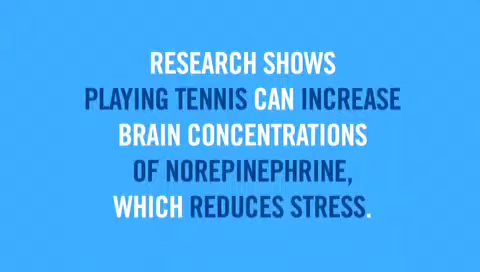 RESEARCH SHOWS
PLAYING TENNIS CAN INCREASE
BRAIN CONCENTRATIONS
OF NOREPINEPHRINE,
WHICH REDUCES STRESS.